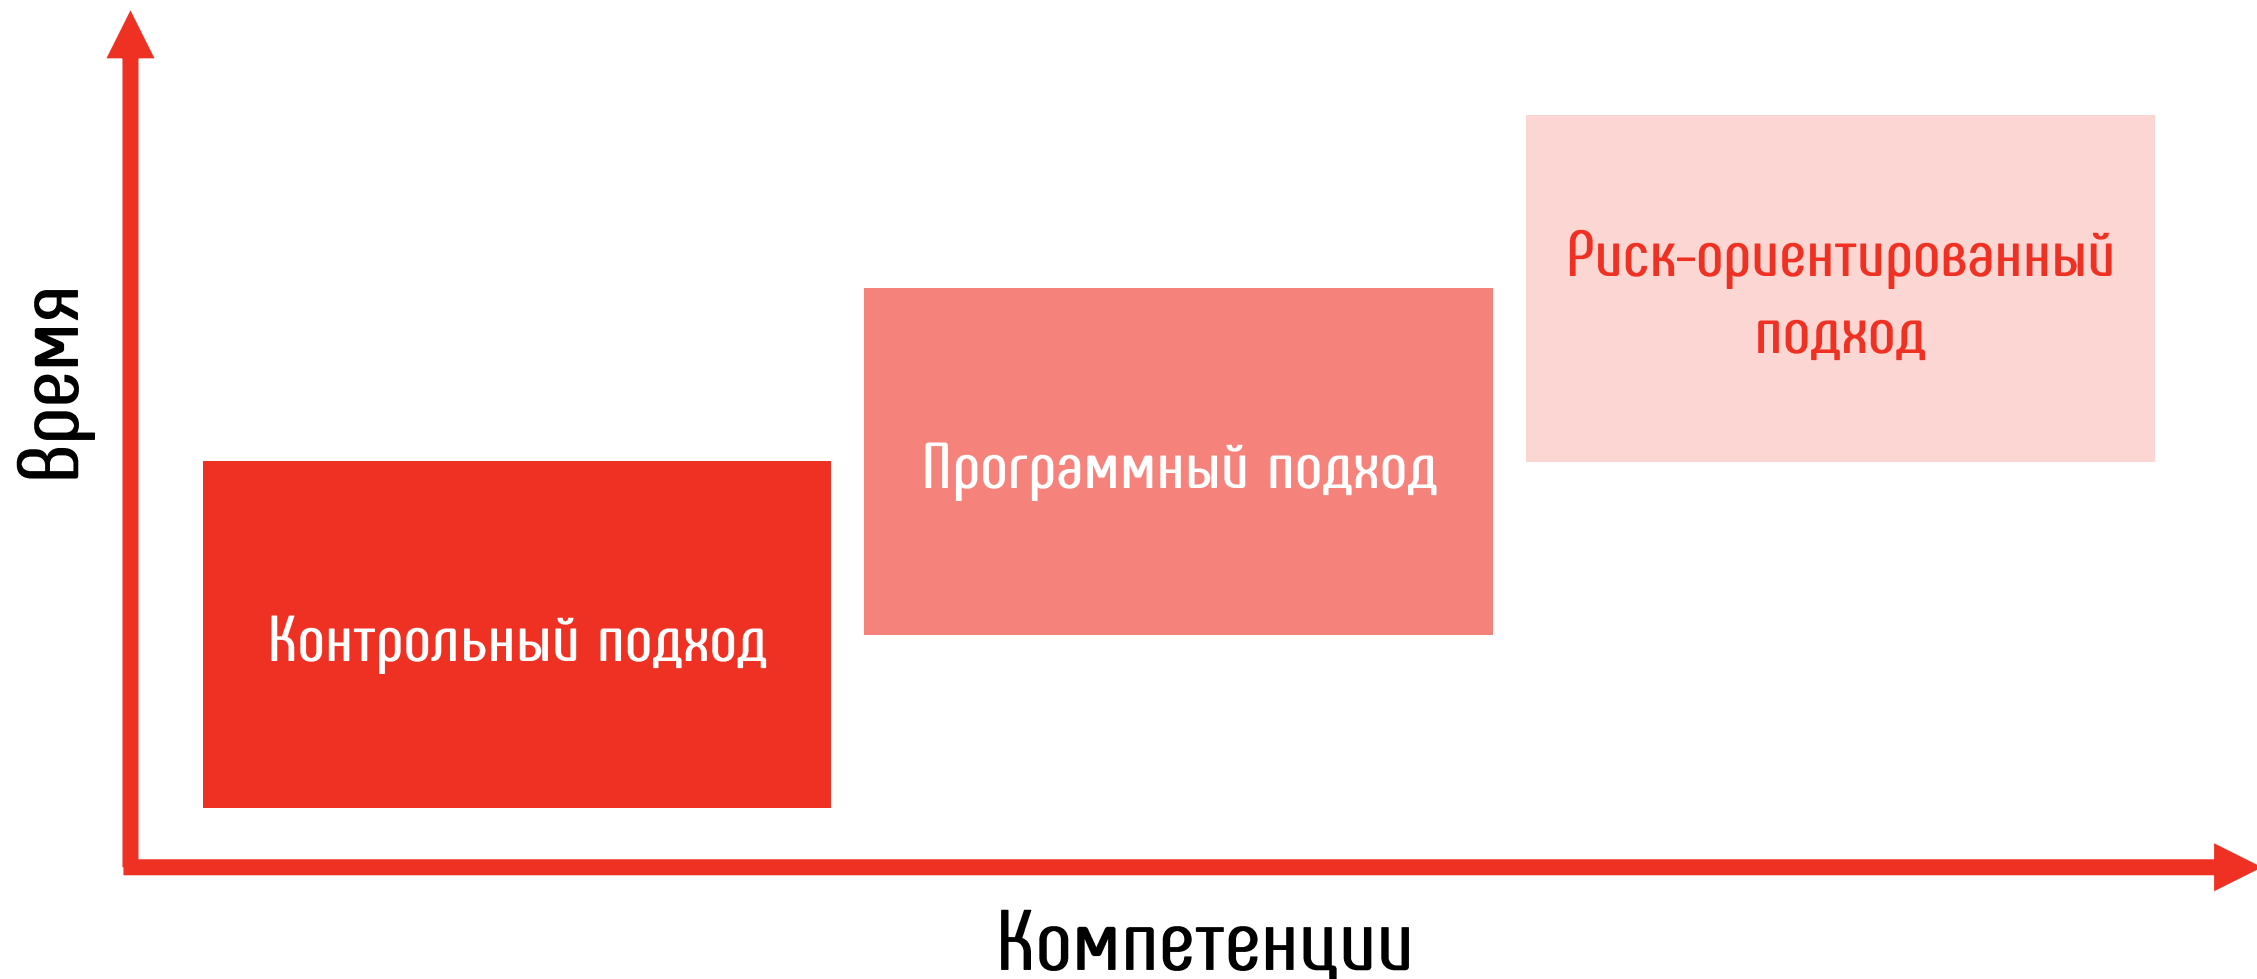 Время
Риск-ориентированный
подход
Программный подход
Контрольный подход
Компетенции